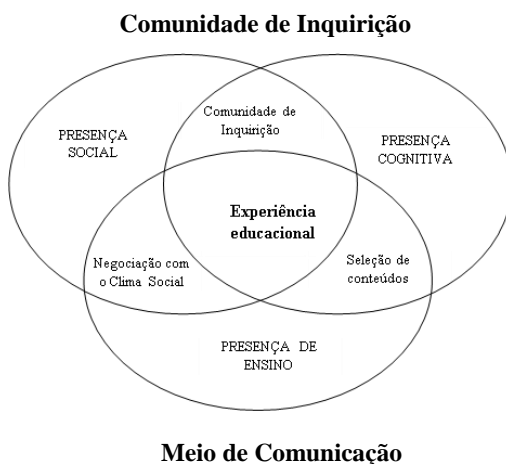 Comunidade de Inquirição
PRESENÇA
SOCIAL
Comunidade de
Inquirição
PRESENÇA
COGNITIVA
Experiência
educacional
Negociação com
o Clima Social
Seleção de
conteúdos
PRESENÇA DE
ENSINO
Meio de Comunicação